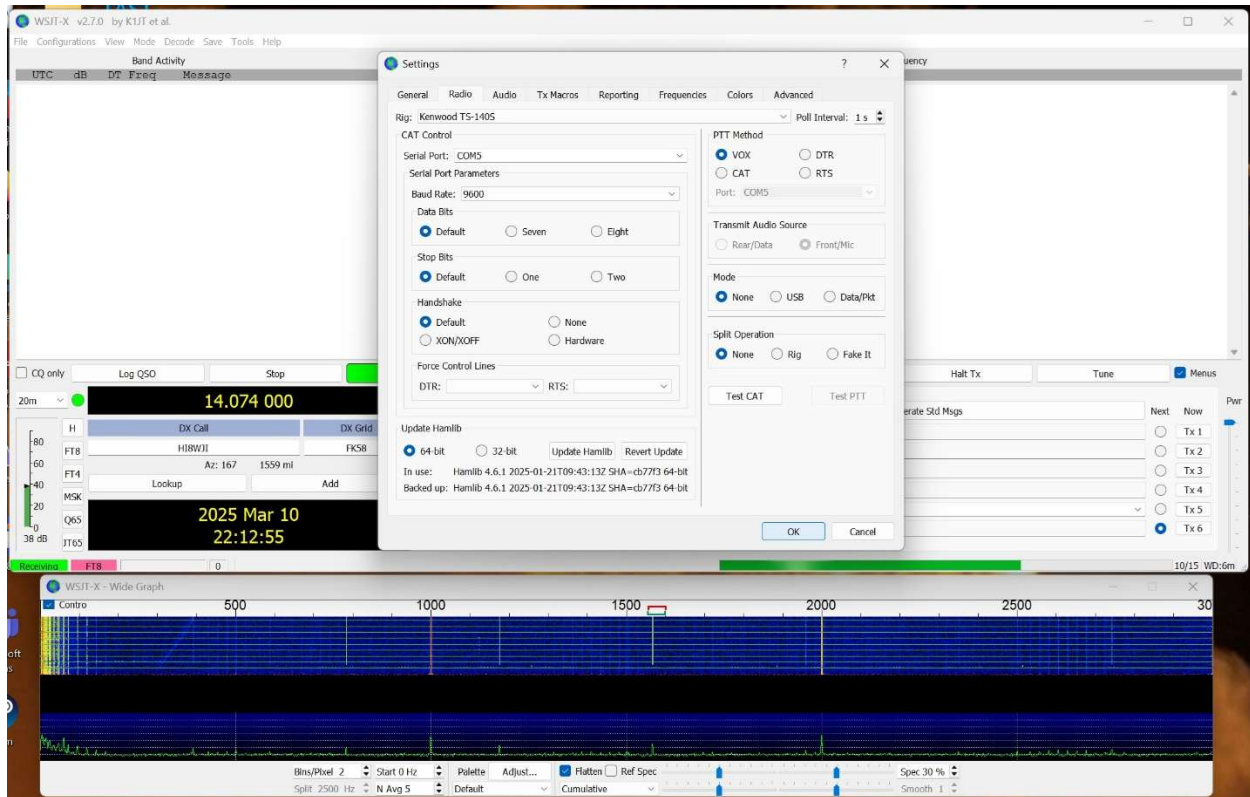 WSJT-X v2.7.0 by K1JT et al.
File Configurations View Mode Decode Save Tools Help
Band Activity
UTC dB DT Freq Message
uency
Settings ?
General Radio Audio Tx Macros Reporting Frequencies Colors Advanced
Rig: Kenwood TS-140S Poll Interval: 1 s
CAT Control
Serial Port: COM5
Serial Port Parameters
Baud Rate: 9600
Data Bits
Default Seven Eight
Stop Bits
Default One Two
Handshake
Default None
XON/XOFF Hardware
Force Control Lines
DTR: RTS:
PTT Method
VOX DTR
CAT RTS
Port: COM5
Transmit Audio Source
Rear/Data Front/Mic
Mode
None USB Data/Pkt
Split Operation
None Rig Fake It
Test CAT Test PTT
Update Hamlib
64-bit 32-bit Update Hamlib Revert Update
In use: Hamlib 4.6.1 2025-01-21T09:43:13Z SHA=cb77f3 64-bit
Backed up: Hamlib 4.6.1 2025-01-21T09:43:13Z SHA=cb77f3 64-bit
OK Cancel
CQ only Log QSO Stop Halt Tx Tune Menus
20m 14.074 000
DX Call DX Grid
HI8WJI FK58
Az: 167 1559 mi
Lookup Add
2025 Mar 10
22:12:55
-80
-60
-40
-20
-0
38 dB
H
FT8
FT4
MSK
Q65
JT65
erate Std Msgs Next Now Pwr
Tx 1
Tx 2
Tx 3
Tx 4
Tx 5
Tx 6
Receiving FT8 0 10/15 WD:6m
WSJT-X - Wide Graph
Contro 500 1000 1500 2000 2500 30
oft
s
n
Bins/Pixel 2 Start 0 Hz Palette Adjust... Flatten Ref Spec Spec 30 %
Split 2500 Hz N Avg 5 Default Cumulative Smooth 1